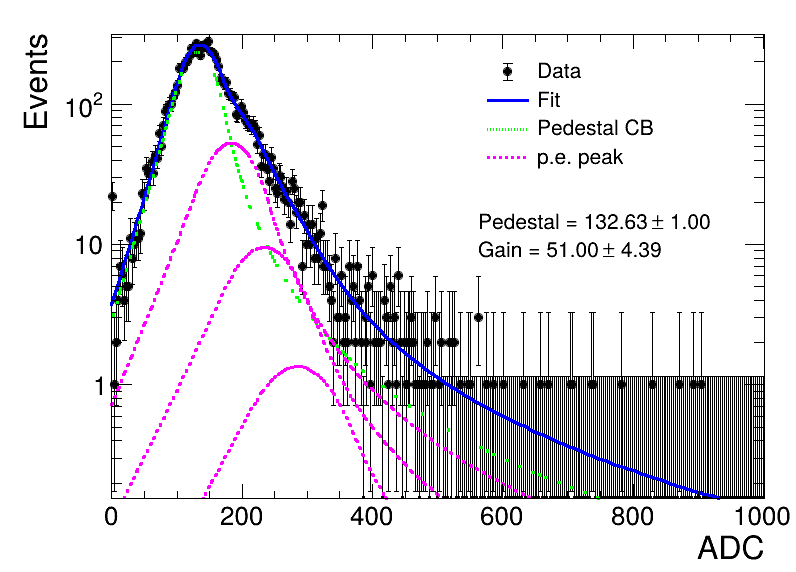 Events
10²
10
1
Data
Fit
Pedestal CB
p.e. peak
Pedestal = 132.63 ± 1.00
Gain = 51.00 ± 4.39
0 200 400 600 800 1000
ADC